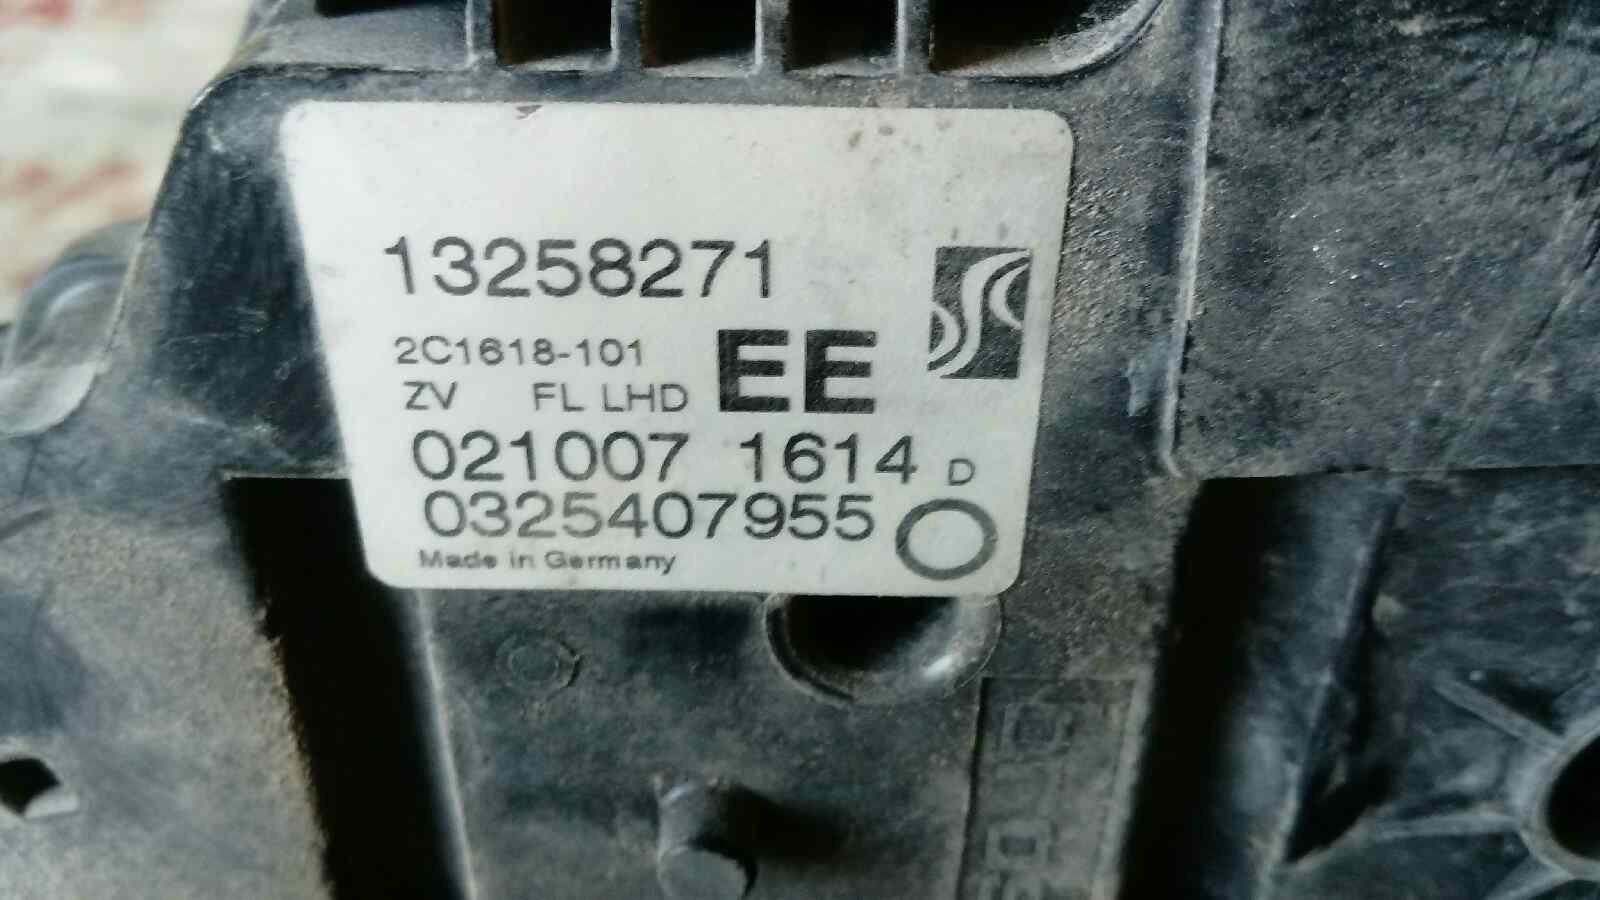 13258271
2C1618-101
ZV FL LHD EE
021007 1614 D
0325407955
Made in Germany